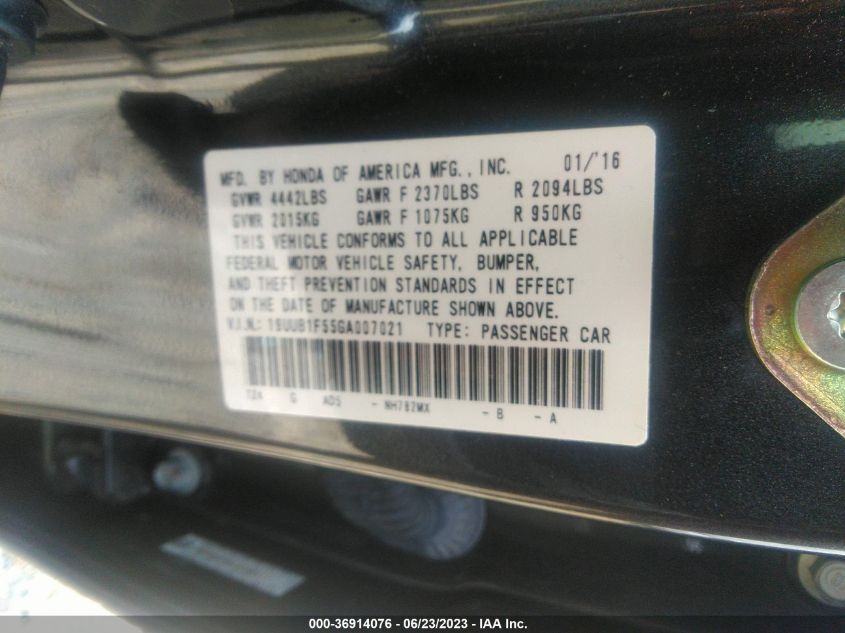 MFD. BY HONDA OF AMERICA MFG., INC. 01/'16
GVWR 4442LBS GAWR F 2370LBS R 2094LBS
GVWR 2015KG GAWR F 1075KG R 950KG
THIS VEHICLE CONFORMS TO ALL APPLICABLE
FEDERAL MOTOR VEHICLE SAFETY, BUMPER,
AND THEFT PREVENTION STANDARDS IN EFFECT
ON THE DATE OF MANUFACTURE SHOWN ABOVE.
V.I.N.: 19UUB1F55GA007021 TYPE: PASSENGER CAR
G AD5 - NH782MX - B - A
000-36914076 - 06/23/2023 - IAA Inc.